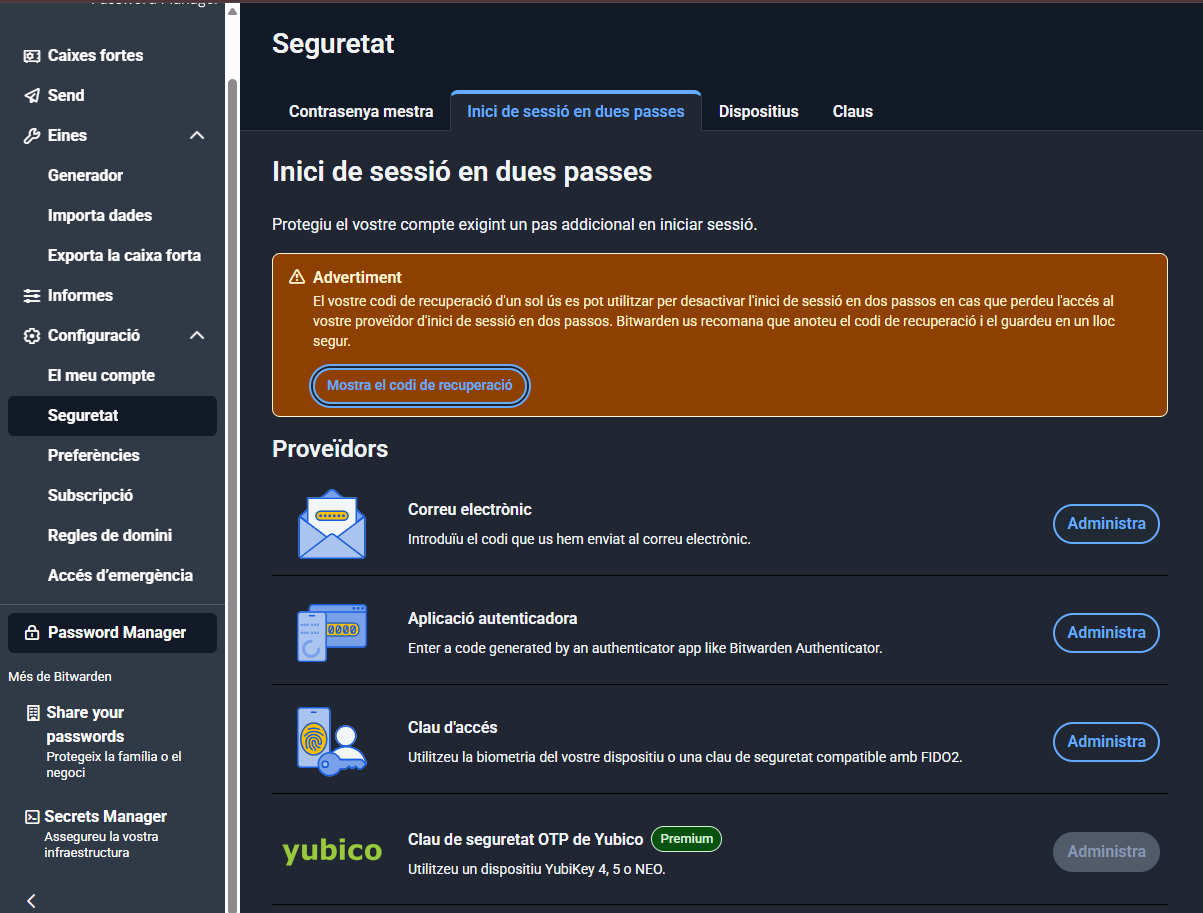 Caixes fortes
Send
Eines
Generador
Importa dades
Exporta la caixa forta
Informes
Configuració
El meu compte
Seguretat
Preferències
Subscripció
Regles de domini
Accés d’emergència
Password Manager
Més de Bitwarden
Share your
passwords
Protegeix la família o el
negoci
Secrets Manager
Assegureu la vostra
infraestructura
Seguretat
Contrasenya mestra
Inici de sessió en dues passes
Dispositius
Claus
Inici de sessió en dues passes
Protegiu el vostre compte exigint un pas addicional en iniciar sessió.
Advertiment
El vostre codi de recuperació d'un sol ús es pot utilitzar per desactivar l'inici de sessió en dos passos en cas que perdeu l'accés al
vostre proveïdor d'inici de sessió en dos passos. Bitwarden us recomana que anoteu el codi de recuperació i el guardeu en un lloc
segur.
Mostra el codi de recuperació
Proveïdors
Correu electrònic
Introduïu el codi que us hem enviat al correu electrònic.
Administra
0000
Aplicació autenticadora
Enter a code generated by an authenticator app like Bitwarden Authenticator.
Administra
Clau d'accés
Utilitzeu la biometria del vostre dispositiu o una clau de seguretat compatible amb FIDO2.
Administra
yubico
Clau de seguretat OTP de Yubico Premium
Utilitzeu un dispositiu YubiKey 4, 5 o NEO.
Administra